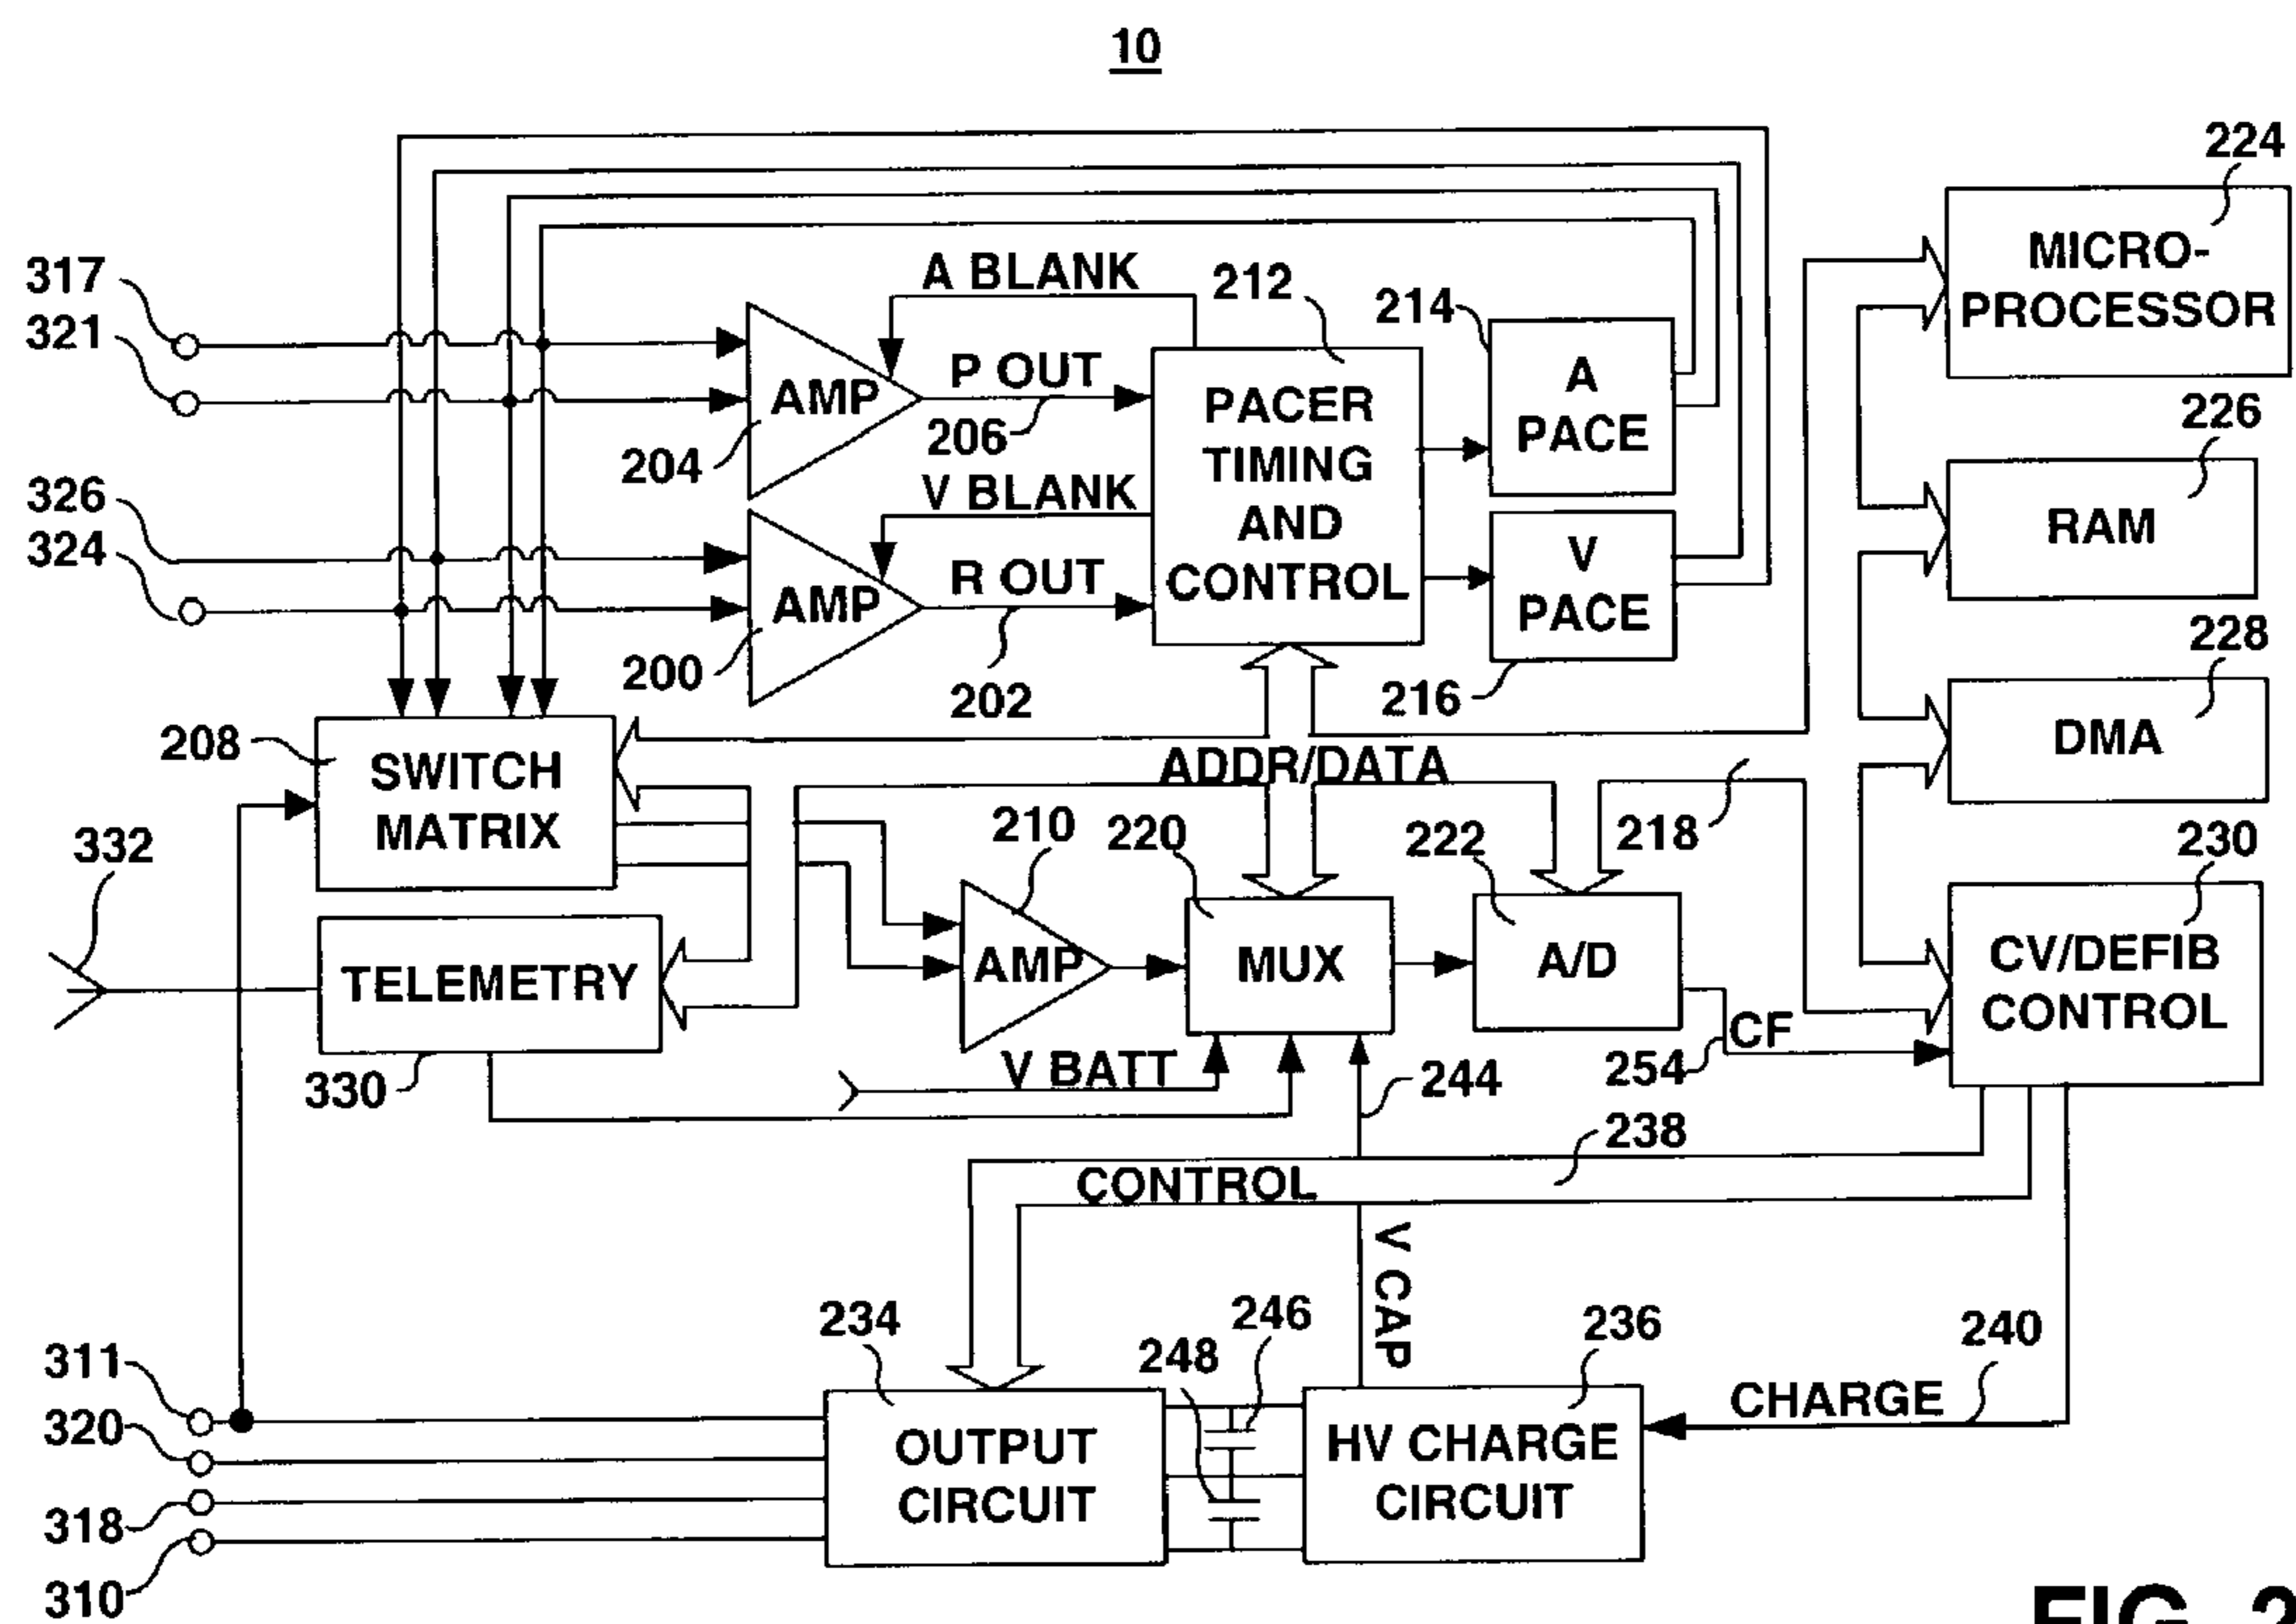 10
224
MICRO-
PROCESSOR
317
321
A BLANK
212
214
A
PACE
P OUT
PACER
TIMING
AND
CONTROL
AMP
204
206
226
RAM
326
324
V BLANK
V
PACE
R OUT
AMP
200
202
216
228
DMA
208
SWITCH
MATRIX
ADDR/DATA
218
332
210
220
222
230
CV/DEFIB
CONTROL
TELEMETRY
AMP
MUX
A/D
CF
254
330
V BATT
244
238
CONTROL
V CAP
234
246
248
236
240
CHARGE
311
320
318
310
OUTPUT
CIRCUIT
HV CHARGE
CIRCUIT
FIG. 2